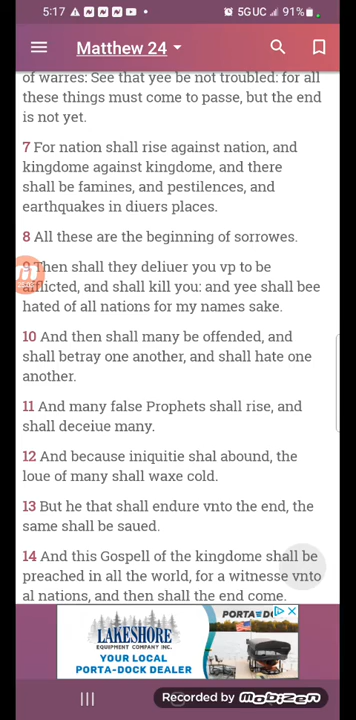 5:17 5GUC 91%
Matthew 24
of warres: See that yee be not troubled: for all
these things must come to passe, but the end
is not yet.
7 For nation shall rise against nation, and
kingdome against kingdome, and there
shall be famines, and pestilences, and
earthquakes in diuers places.
8 All these are the beginning of sorrowes.
9 Then shall they deliuer you vp to be
afflicted, and shall kill you: and yee shall bee
hated of all nations for my names sake.
10 And then shall many be offended, and
shall betray one another, and shall hate one
another.
11 And many false Prophets shall rise, and
shall deceiue many.
12 And because iniquitie shal abound, the
loue of many shall waxe cold.
13 But he that shall endure vnto the end, the
same shall be saued.
14 And this Gospell of the kingdome shall be
preached in all the world, for a witnesse vnto
al nations, and then shall the end come.
LAKESHORE
EQUIPMENT COMPANY INC.
YOUR LOCAL
PORTA-DOCK DEALER
PORTA-DO
Recorded by mobizen